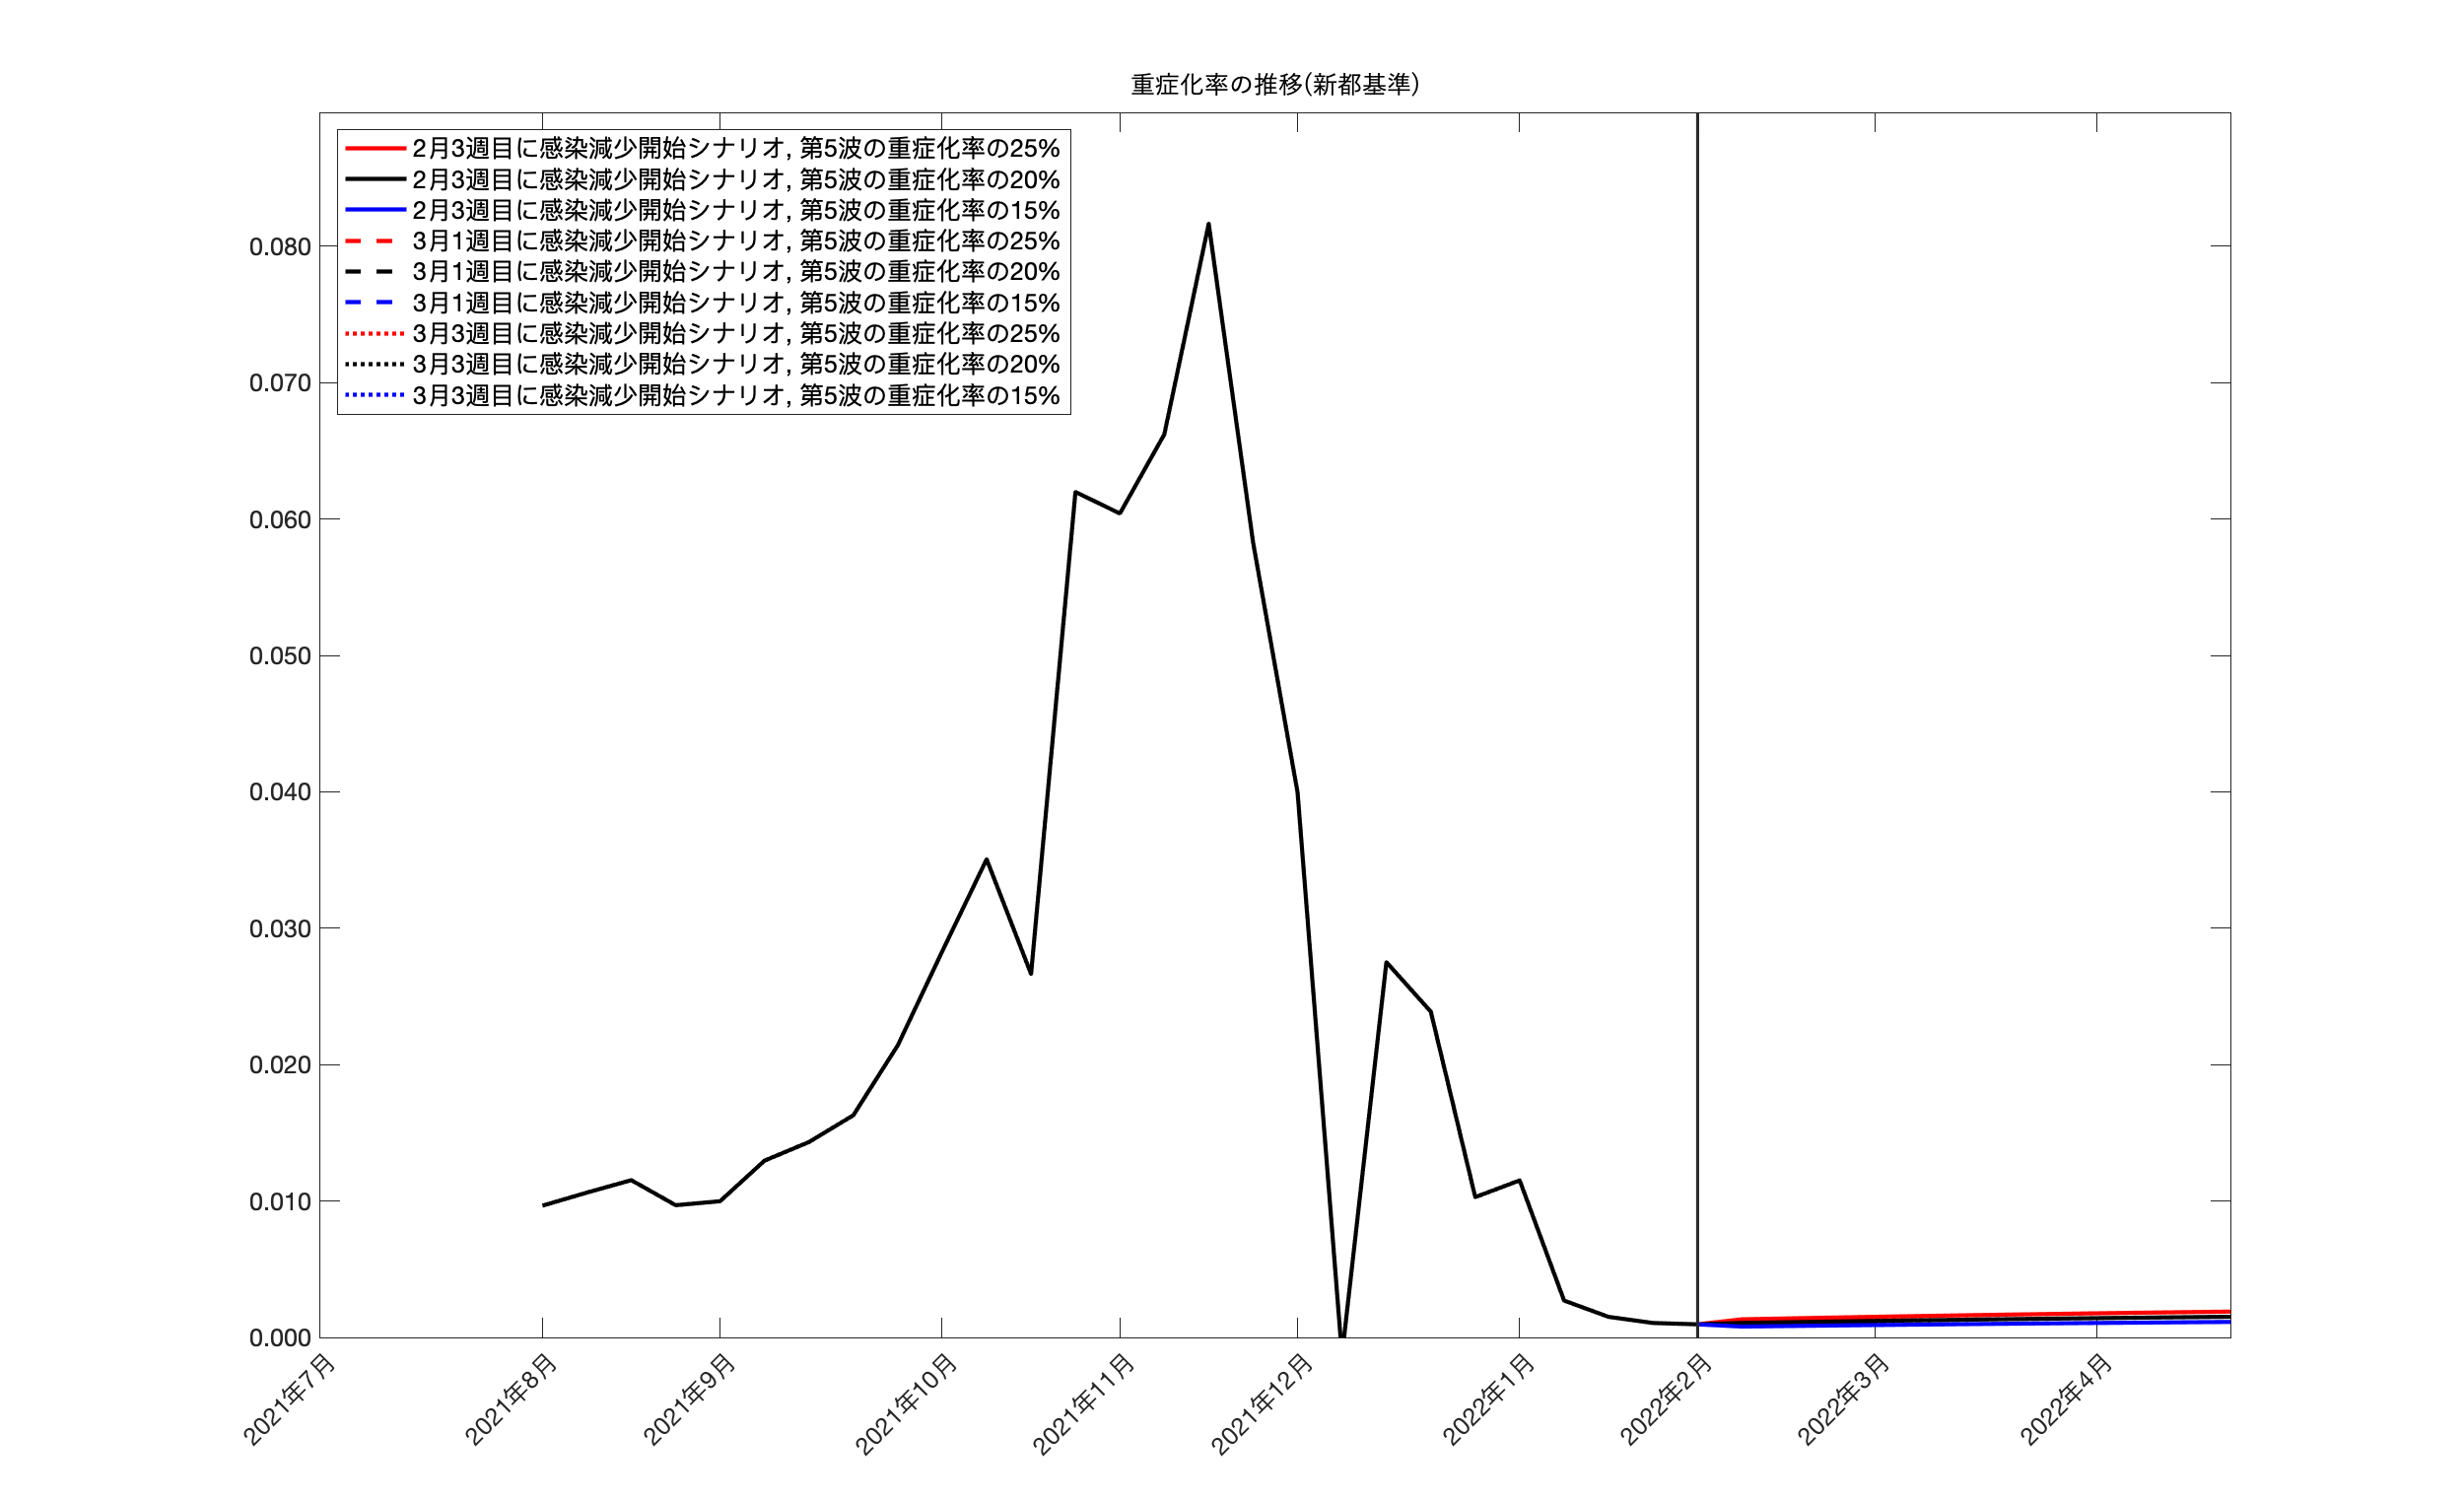 重症化率の推移(新都基準)
2月3週目に感染減少開始シナリオ, 第5波の重症化率の25%
2月3週目に感染減少開始シナリオ, 第5波の重症化率の20%
2月3週目に感染減少開始シナリオ, 第5波の重症化率の15%
3月1週目に感染減少開始シナリオ, 第5波の重症化率の25%
3月1週目に感染減少開始シナリオ, 第5波の重症化率の20%
3月1週目に感染減少開始シナリオ, 第5波の重症化率の15%
3月3週目に感染減少開始シナリオ, 第5波の重症化率の25%
3月3週目に感染減少開始シナリオ, 第5波の重症化率の20%
3月3週目に感染減少開始シナリオ, 第5波の重症化率の15%
0.080
0.070
0.060
0.050
0.040
0.030
0.020
0.010
0.000
2021年7月
2021年8月
2021年9月
2021年10月
2021年11月
2021年12月
2022年1月
2022年2月
2022年3月
2022年4月